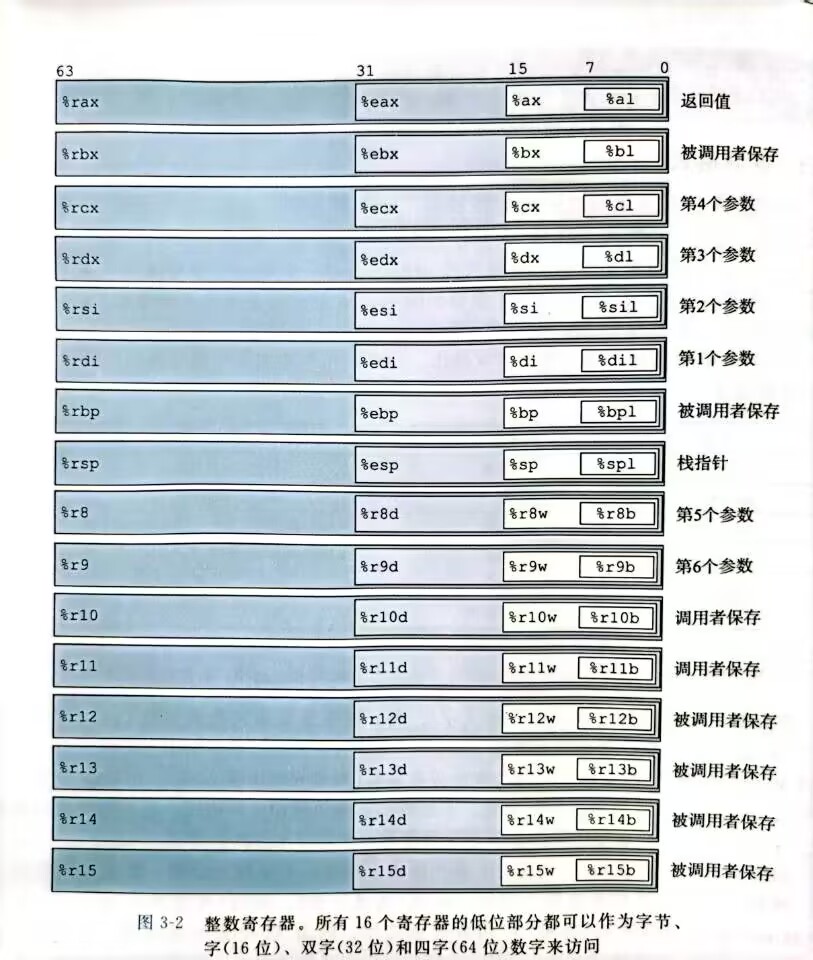 63 31 15 7 0
%rax %eax %ax %al 返回值
%rbx %ebx %bx %bl 被调用者保存
%rcx %ecx %cx %cl 第4个参数
%rdx %edx %dx %dl 第3个参数
%rsi %esi %si %sil 第2个参数
%rdi %edi %di %dil 第1个参数
%rbp %ebp %bp %bpl 被调用者保存
%rsp %esp %sp %spl 栈指针
%r8 %r8d %r8w %r8b 第5个参数
%r9 %r9d %r9w %r9b 第6个参数
%r10 %r10d %r10w %r10b 调用者保存
%r11 %r11d %r11w %r11b 调用者保存
%r12 %r12d %r12w %r12b 被调用者保存
%r13 %r13d %r13w %r13b 被调用者保存
%r14 %r14d %r14w %r14b 被调用者保存
%r15 %r15d %r15w %r15b 被调用者保存
图 3-2 整数寄存器。所有 16 个寄存器的低位部分都可以作为字节、
字(16 位)、双字(32 位)和四字(64 位)数字来访问